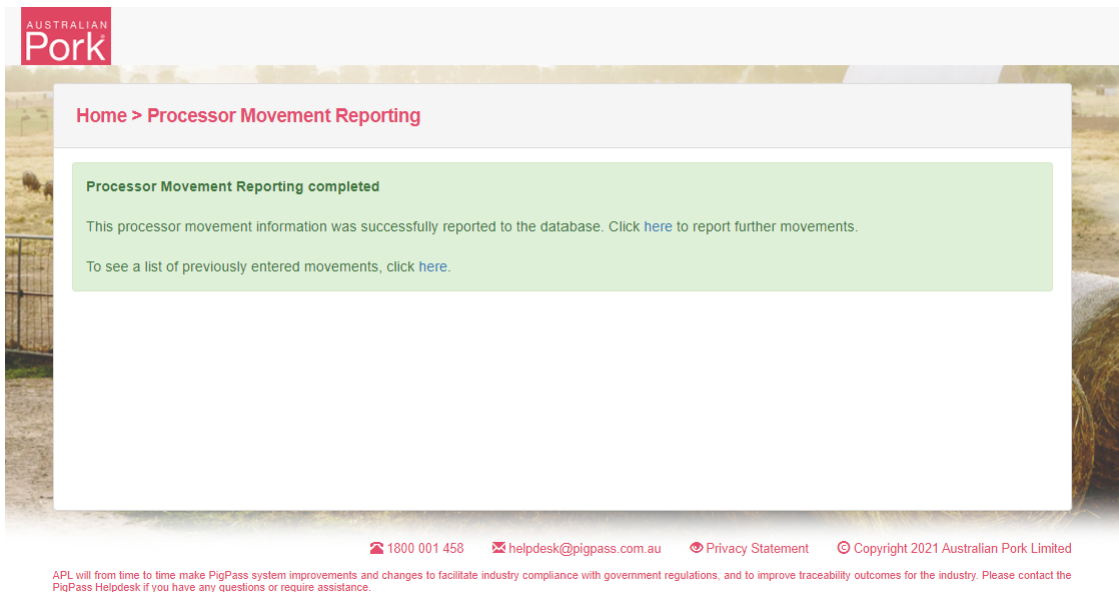 AUSTRALIAN
Pork
Home > Processor Movement Reporting
Processor Movement Reporting completed
This processor movement information was successfully reported to the database. Click here to report further movements.
To see a list of previously entered movements, click here.
1800 001 458 helpdesk@pigpass.com.au Privacy Statement © Copyright 2021 Australian Pork Limited
APL will from time to time make PigPass system improvements and changes to facilitate industry compliance with government regulations, and to improve traceability outcomes for the industry. Please contact the
PigPass Helpdesk if you have any questions or require assistance.